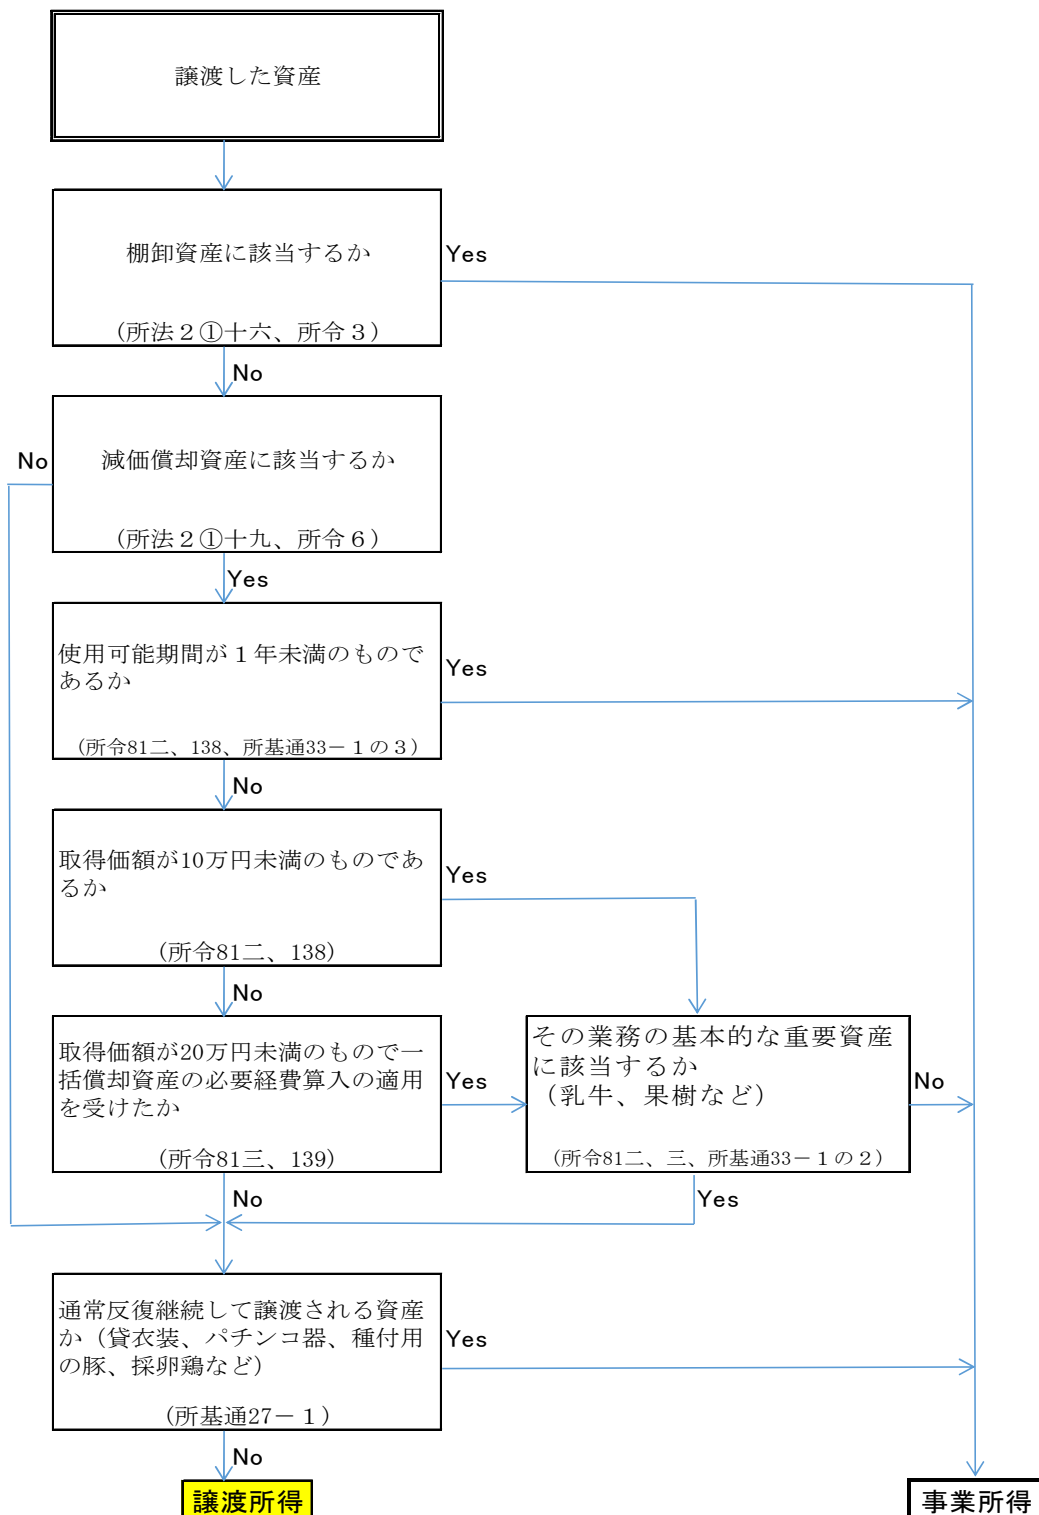 譲渡した資産
棚卸資産に該当するか
Yes
（所法２①十六、所令３）
No
減価償却資産に該当するか
No
（所法２①十九、所令６）
Yes
使用可能期間が１年未満のもので
あるか
Yes
（所令81二、138、所基通33－１の３）
No
取得価額が10万円未満のものであ
るか
Yes
（所令81二、138）
No
取得価額が20万円未満のもので一
括償却資産の必要経費算入の適用
を受けたか
Yes
（所令81三、139）
その業務の基本的な重要資産
に該当するか
（乳牛、果樹など）
No
（所令81二、三、所基通33－１の２）
No
Yes
通常反復継続して譲渡される資産
か（貸衣装、パチンコ器、種付用
の豚、採卵鶏など）
Yes
（所基通27－１）
No
譲渡所得
事業所得